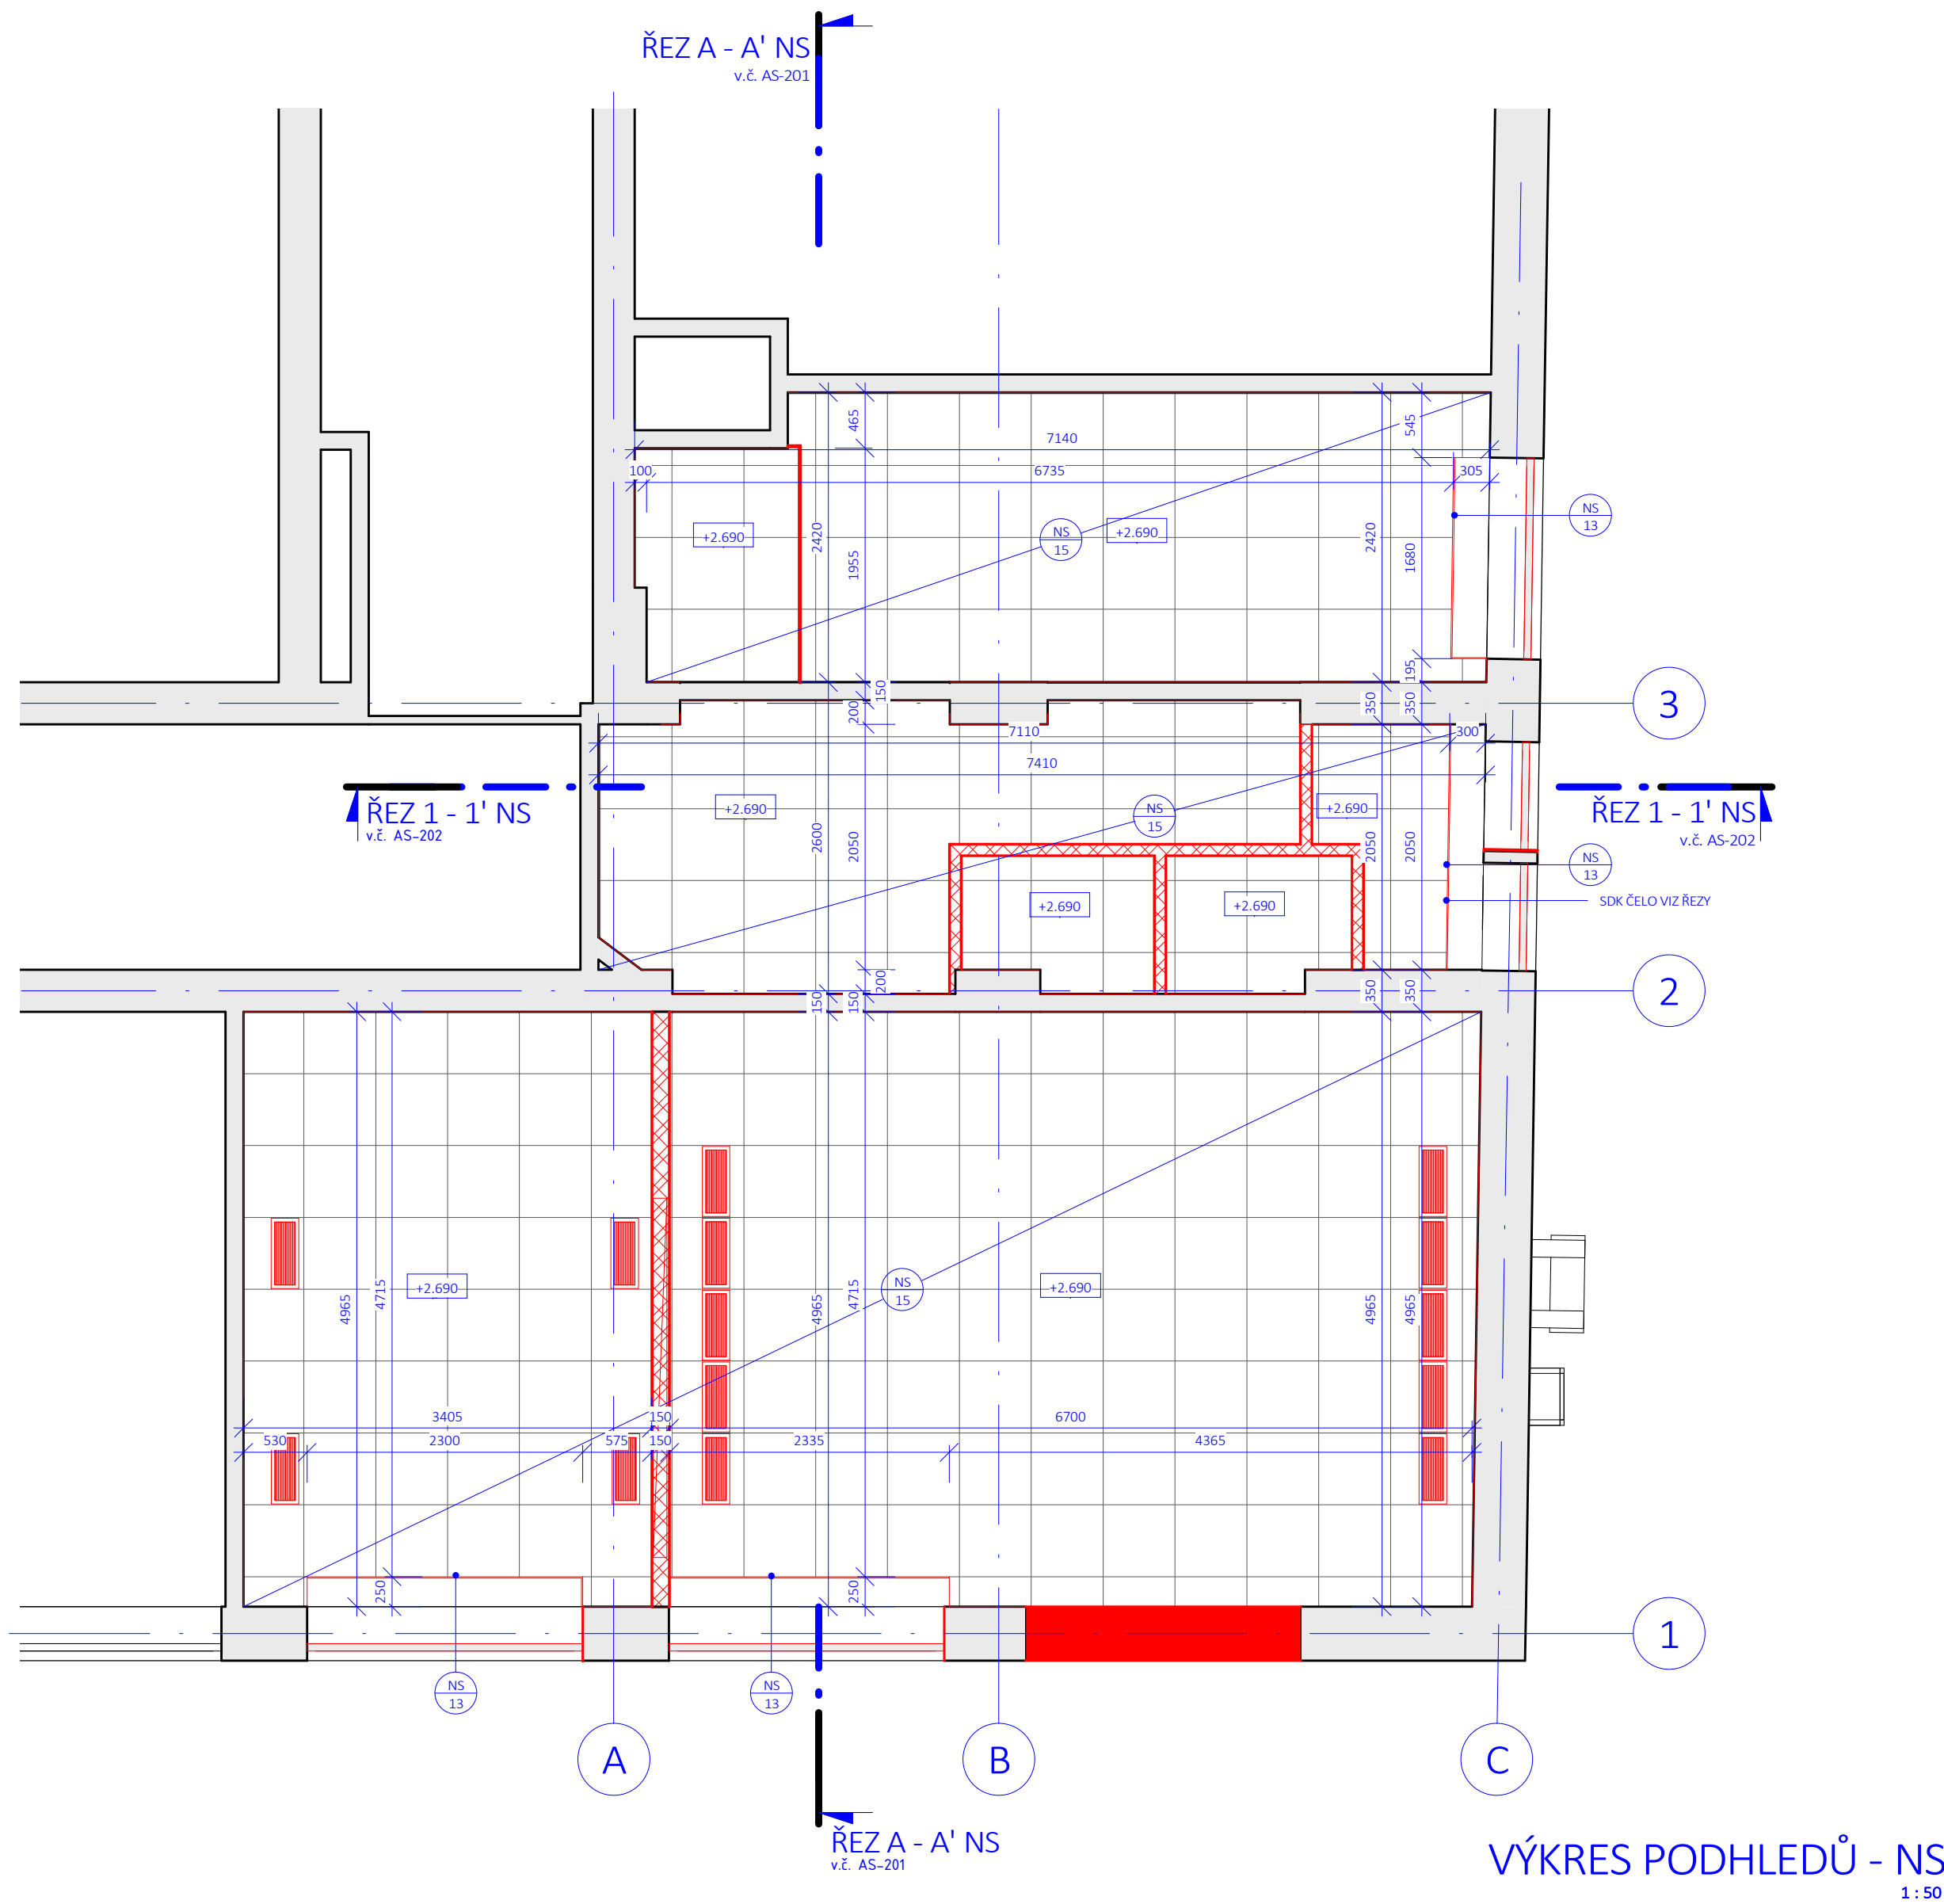 ŘEZ A - A' NS
v.č. AS-201
465
545
7140
100
6735
305
NS
13
+2.690
2420
NS
15
+2.690
2420
1955
1680
195
150
200
350
350
3
7110
300
7410
ŘEZ 1 - 1' NS
v.č. AS-202
+2.690
NS
15
+2.690
ŘEZ 1 - 1' NS
v.č. AS-202
2600
2050
2050
2050
NS
13
+2.690
+2.690
SDK ČELO VIZ ŘEZY
200
150
150
350
350
2
4965
4715
+2.690
NS
15
+2.690
4965
4715
4965
4965
3405
150
6700
530
2300
575
150
2335
4365
250
250
1
NS
13
NS
13
A
B
C
ŘEZ A - A' NS
v.č. AS-201
VÝKRES PODHLEDŮ - NS
1 : 50